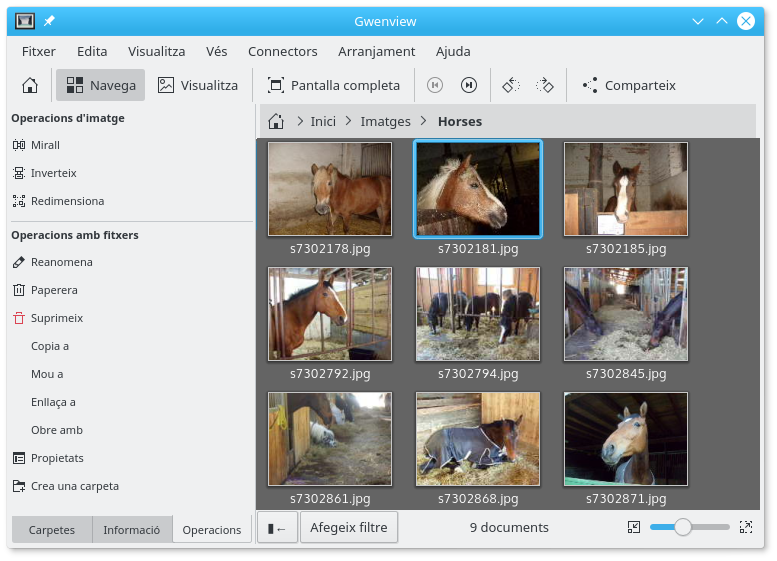 Gwenview
Fitxer Edita Visualitza Vés Connectors Arranjament Ajuda
Navega Visualitza Pantalla completa Comparteix
Operacions d'imatge
Mirall
Inverteix
Redimensiona
Operacions amb fitxers
Reanomena
Paperera
Suprimeix
Copia a
Mou a
Enllaça a
Obre amb
Propietats
Crea una carpeta
Carpetes Informació Operacions
Inici Imatges Horses
s7302178.jpg s7302181.jpg s7302185.jpg
s7302792.jpg s7302794.jpg s7302845.jpg
s7302861.jpg s7302868.jpg s7302871.jpg
Afegeix filtre 9 documents